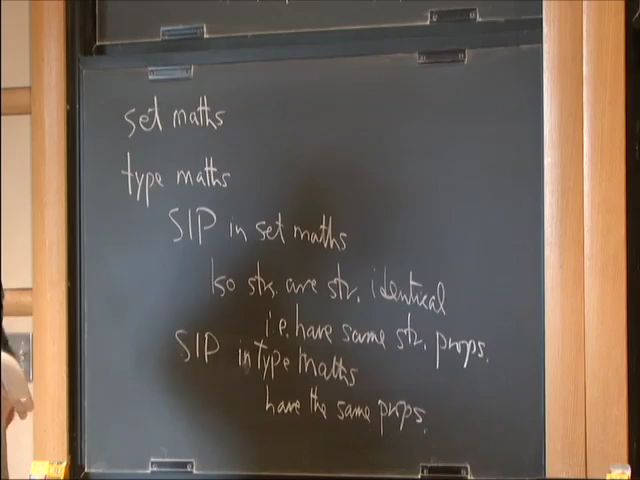 set maths
type maths
SIP in set maths
Iso strs. are str. identical
i.e. have same str. props.
SIP in type maths
have the same props.